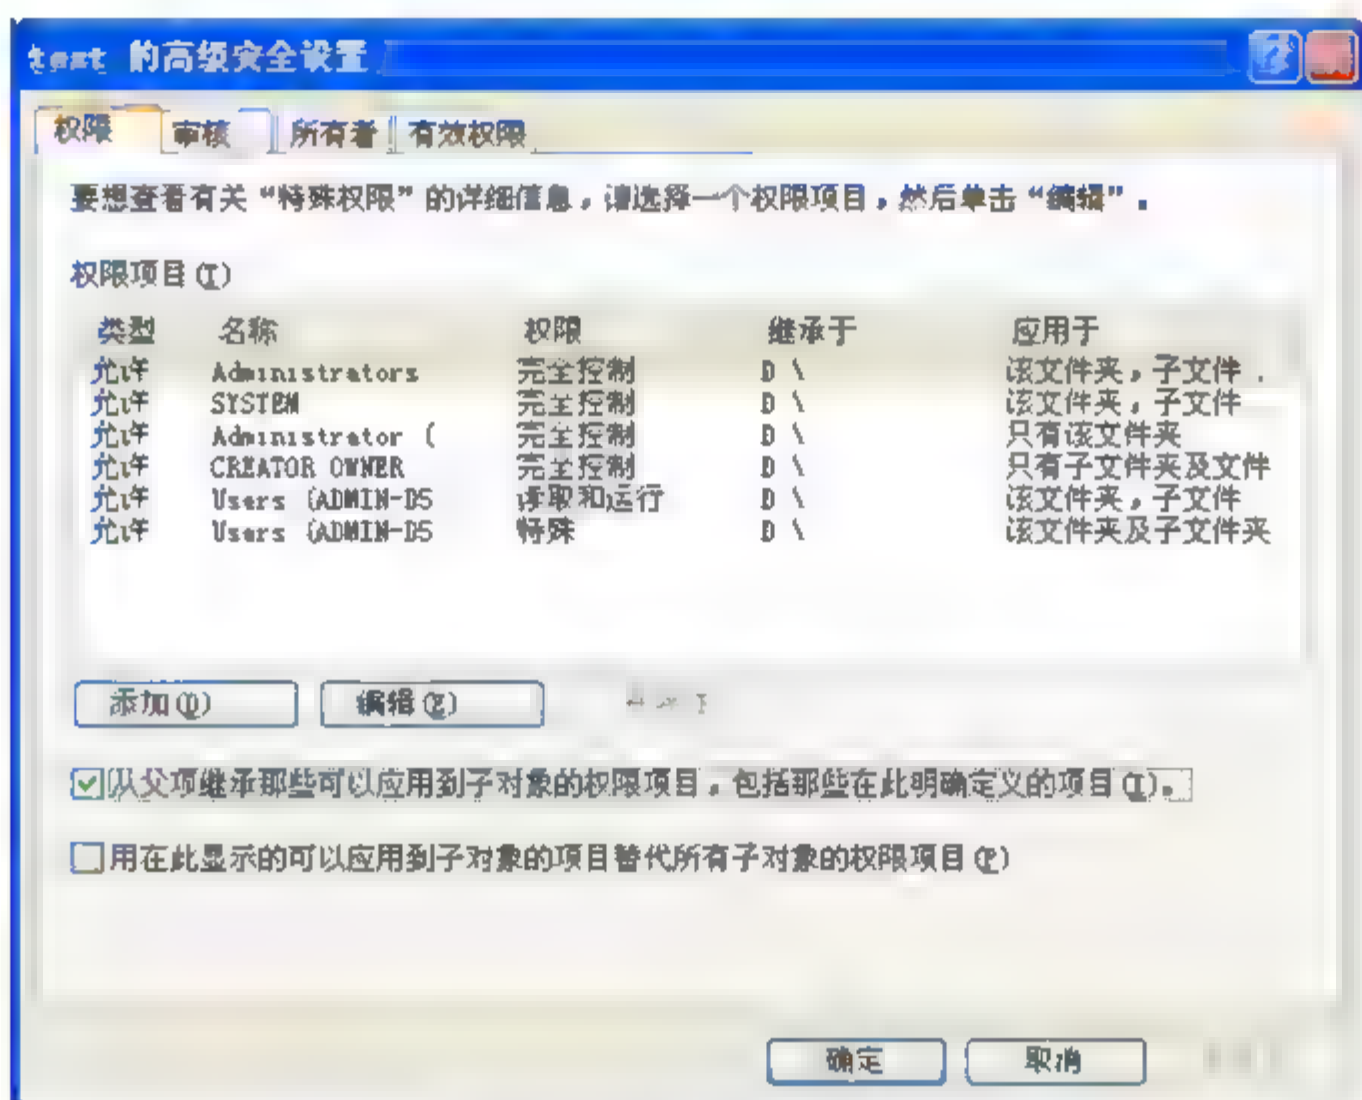 test 的高级安全设置
权限 审核 所有者 有效权限
要想查看有关“特殊权限”的详细信息，请选择一个权限项目，然后单击“编辑”。
权限项目(T)
类型 名称 权限 继承于 应用于
允许 Administrators 完全控制 D \ 该文件夹，子文件 .
允许 SYSTEM 完全控制 D \ 该文件夹，子文件
允许 Administrator ( 完全控制 D \ 只有该文件夹
允许 CREATOR OWNER 完全控制 D \ 只有子文件夹及文件
允许 Users (ADMIN-D5 读取和运行 D \ 该文件夹，子文件
允许 Users (ADMIN-D5 特殊 D \ 该文件夹及子文件夹
添加(D) 编辑(E)
从父项继承那些可以应用到子对象的权限项目，包括那些在此明确定义的项目(I)。
用在此显示的可以应用到子对象的项目替代所有子对象的权限项目(P)
确定 取消